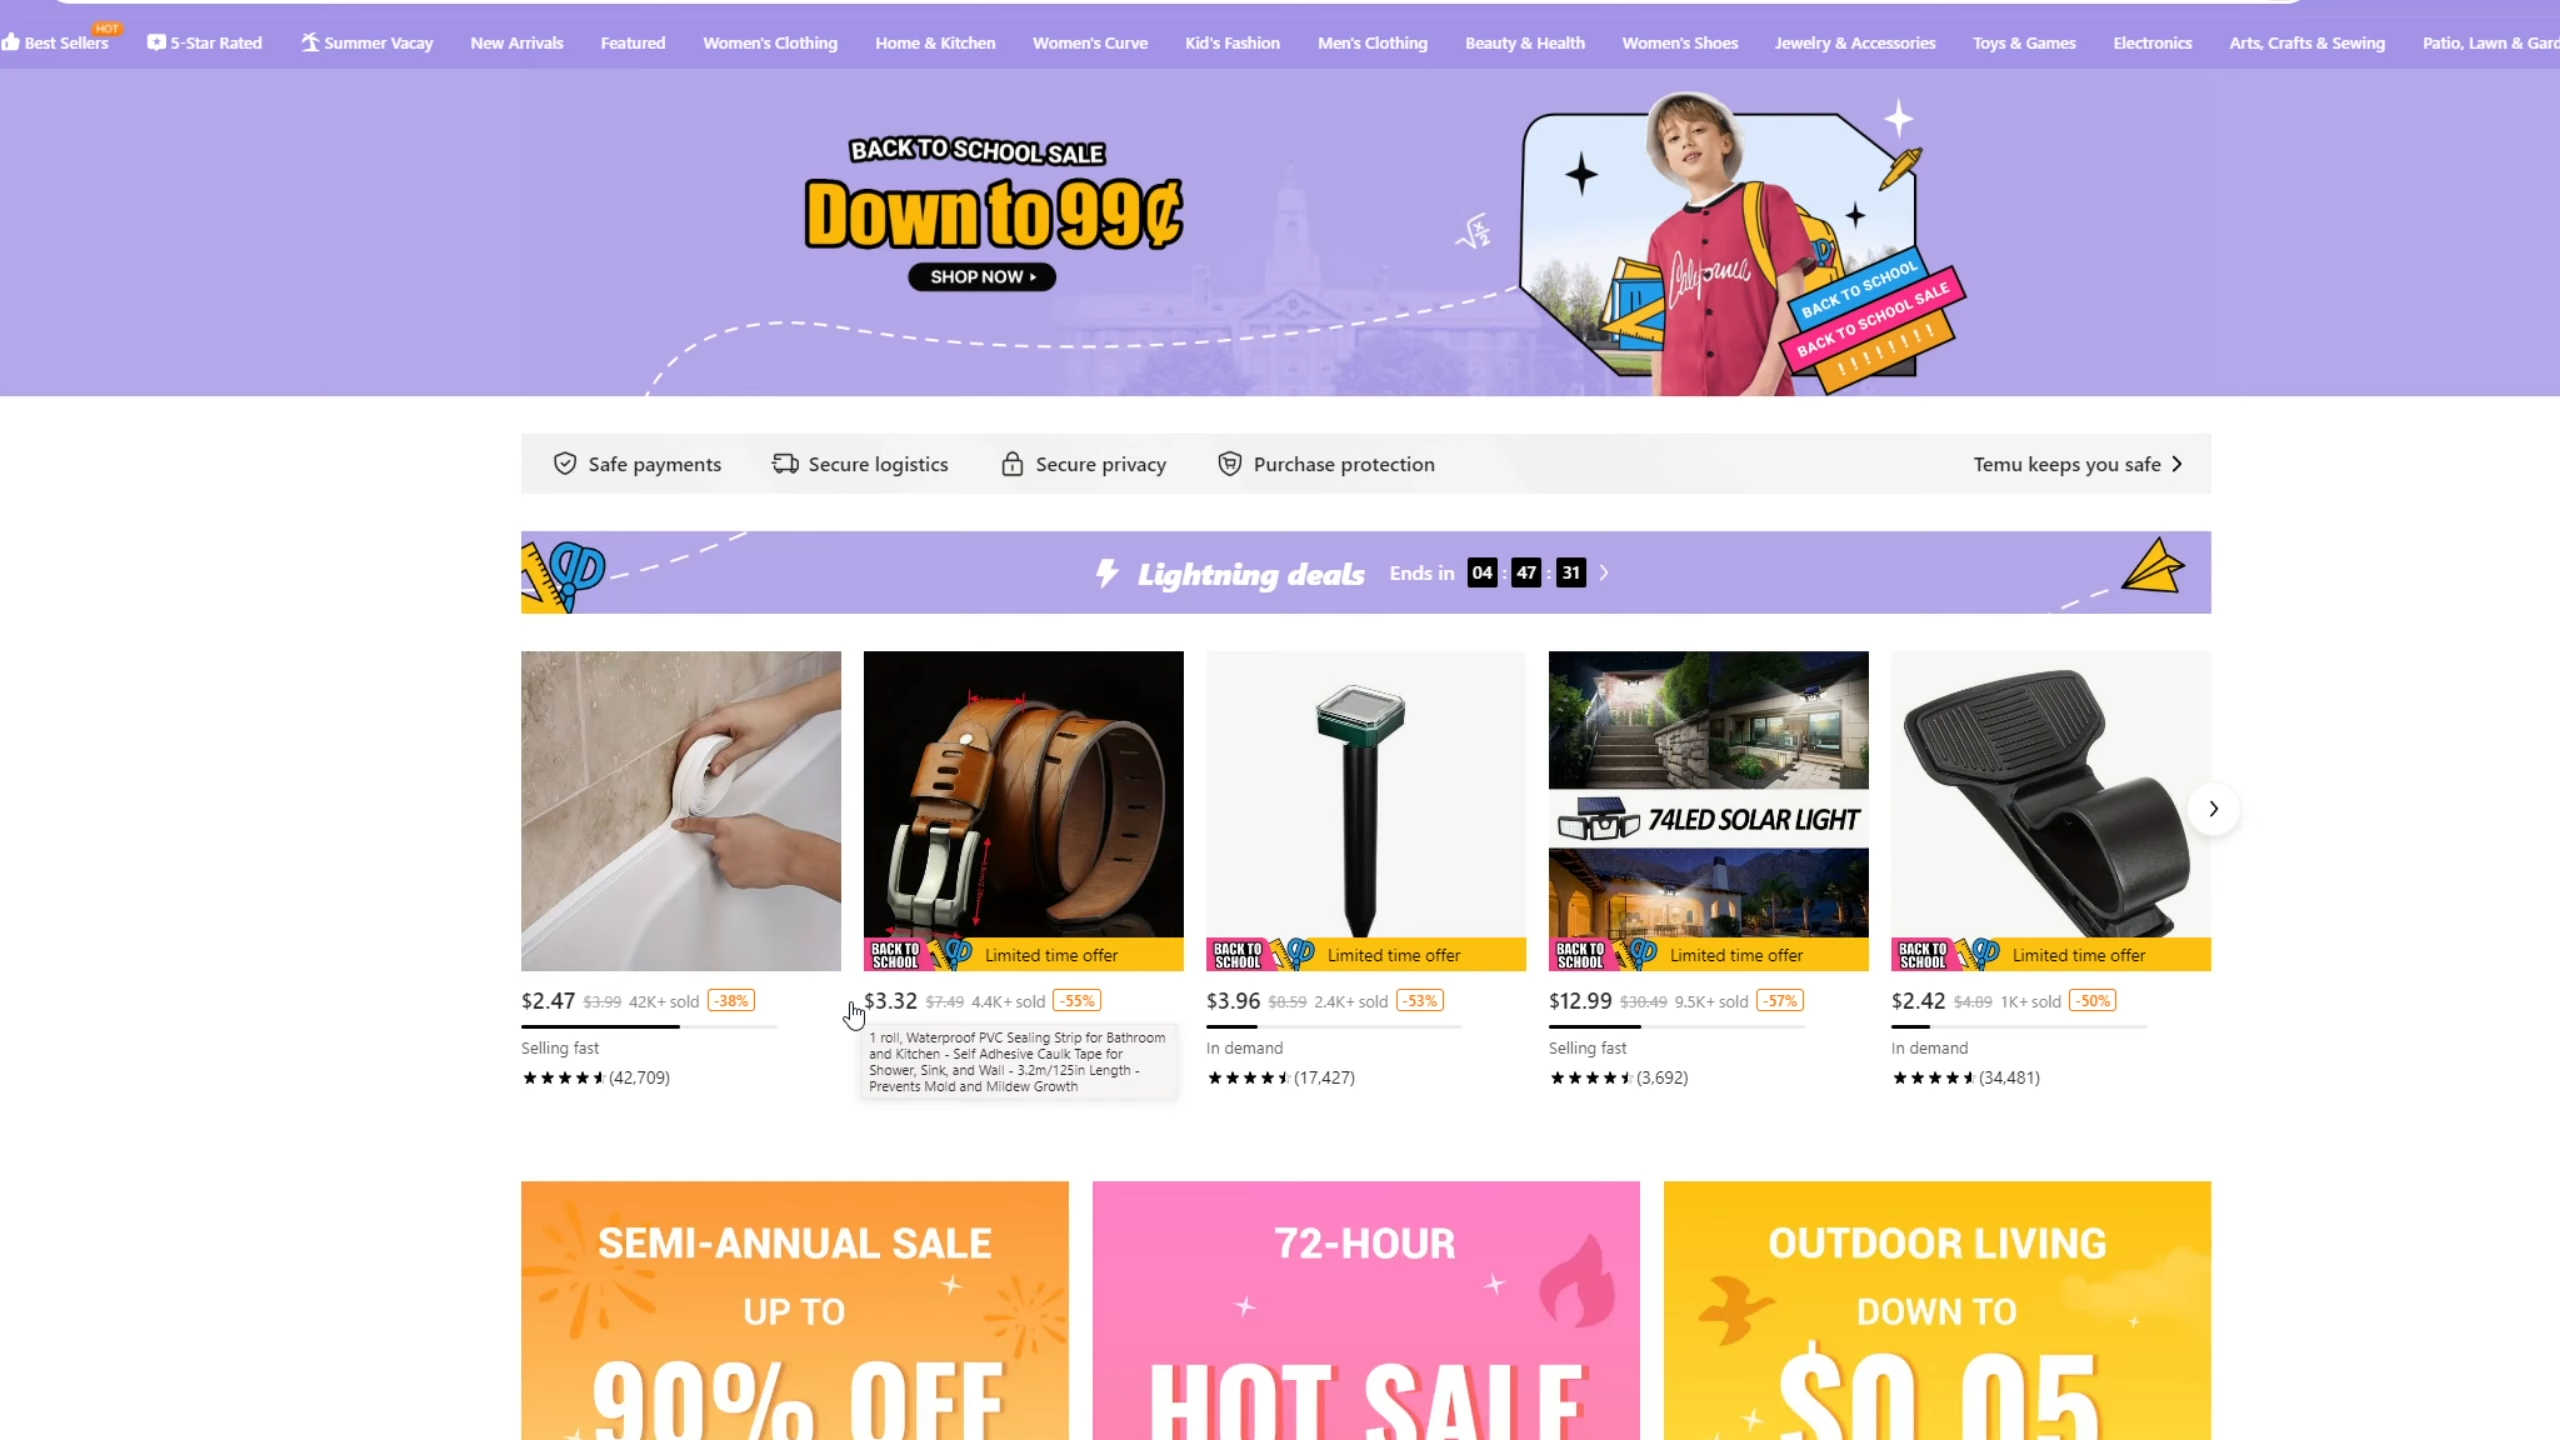 HOT
Best Sellers
5-Star Rated
Summer Vacay
New Arrivals
Featured
Women's Clothing
Home & Kitchen
Women's Curve
Kid's Fashion
Men's Clothing
Beauty & Health
Women's Shoes
Jewelry & Accessories
Toys & Games
Electronics
Arts, Crafts & Sewing
Patio, Lawn & Gard
BACK TO SCHOOL SALE
Down to 99¢
SHOP NOW
California
BACK TO SCHOOL
BACK TO SCHOOL SALE
! ! ! ! ! ! ! !
√x/2
Safe payments
Secure logistics
Secure privacy
Purchase protection
Temu keeps you safe
Lightning deals Ends in 04 : 47 : 31
74LED SOLAR LIGHT
BACK TO
SCHOOL
Limited time offer
BACK TO
SCHOOL
Limited time offer
BACK TO
SCHOOL
Limited time offer
BACK TO
SCHOOL
Limited time offer
$2.47 $3.99 42K+ sold -38%
Selling fast
(42,709)
$3.32 $7.49 4.4K+ sold -55%
1 roll, Waterproof PVC Sealing Strip for Bathroom
and Kitchen - Self Adhesive Caulk Tape for
Shower, Sink, and Wall - 3.2m/125in Length -
Prevents Mold and Mildew Growth
$3.96 $8.59 2.4K+ sold -53%
In demand
(17,427)
$12.99 $30.49 9.5K+ sold -57%
Selling fast
(3,692)
$2.42 $4.89 1K+ sold -50%
In demand
(34,481)
SEMI-ANNUAL SALE
UP TO
90% OFF
72-HOUR
HOT SALE
OUTDOOR LIVING
DOWN TO
$0.05